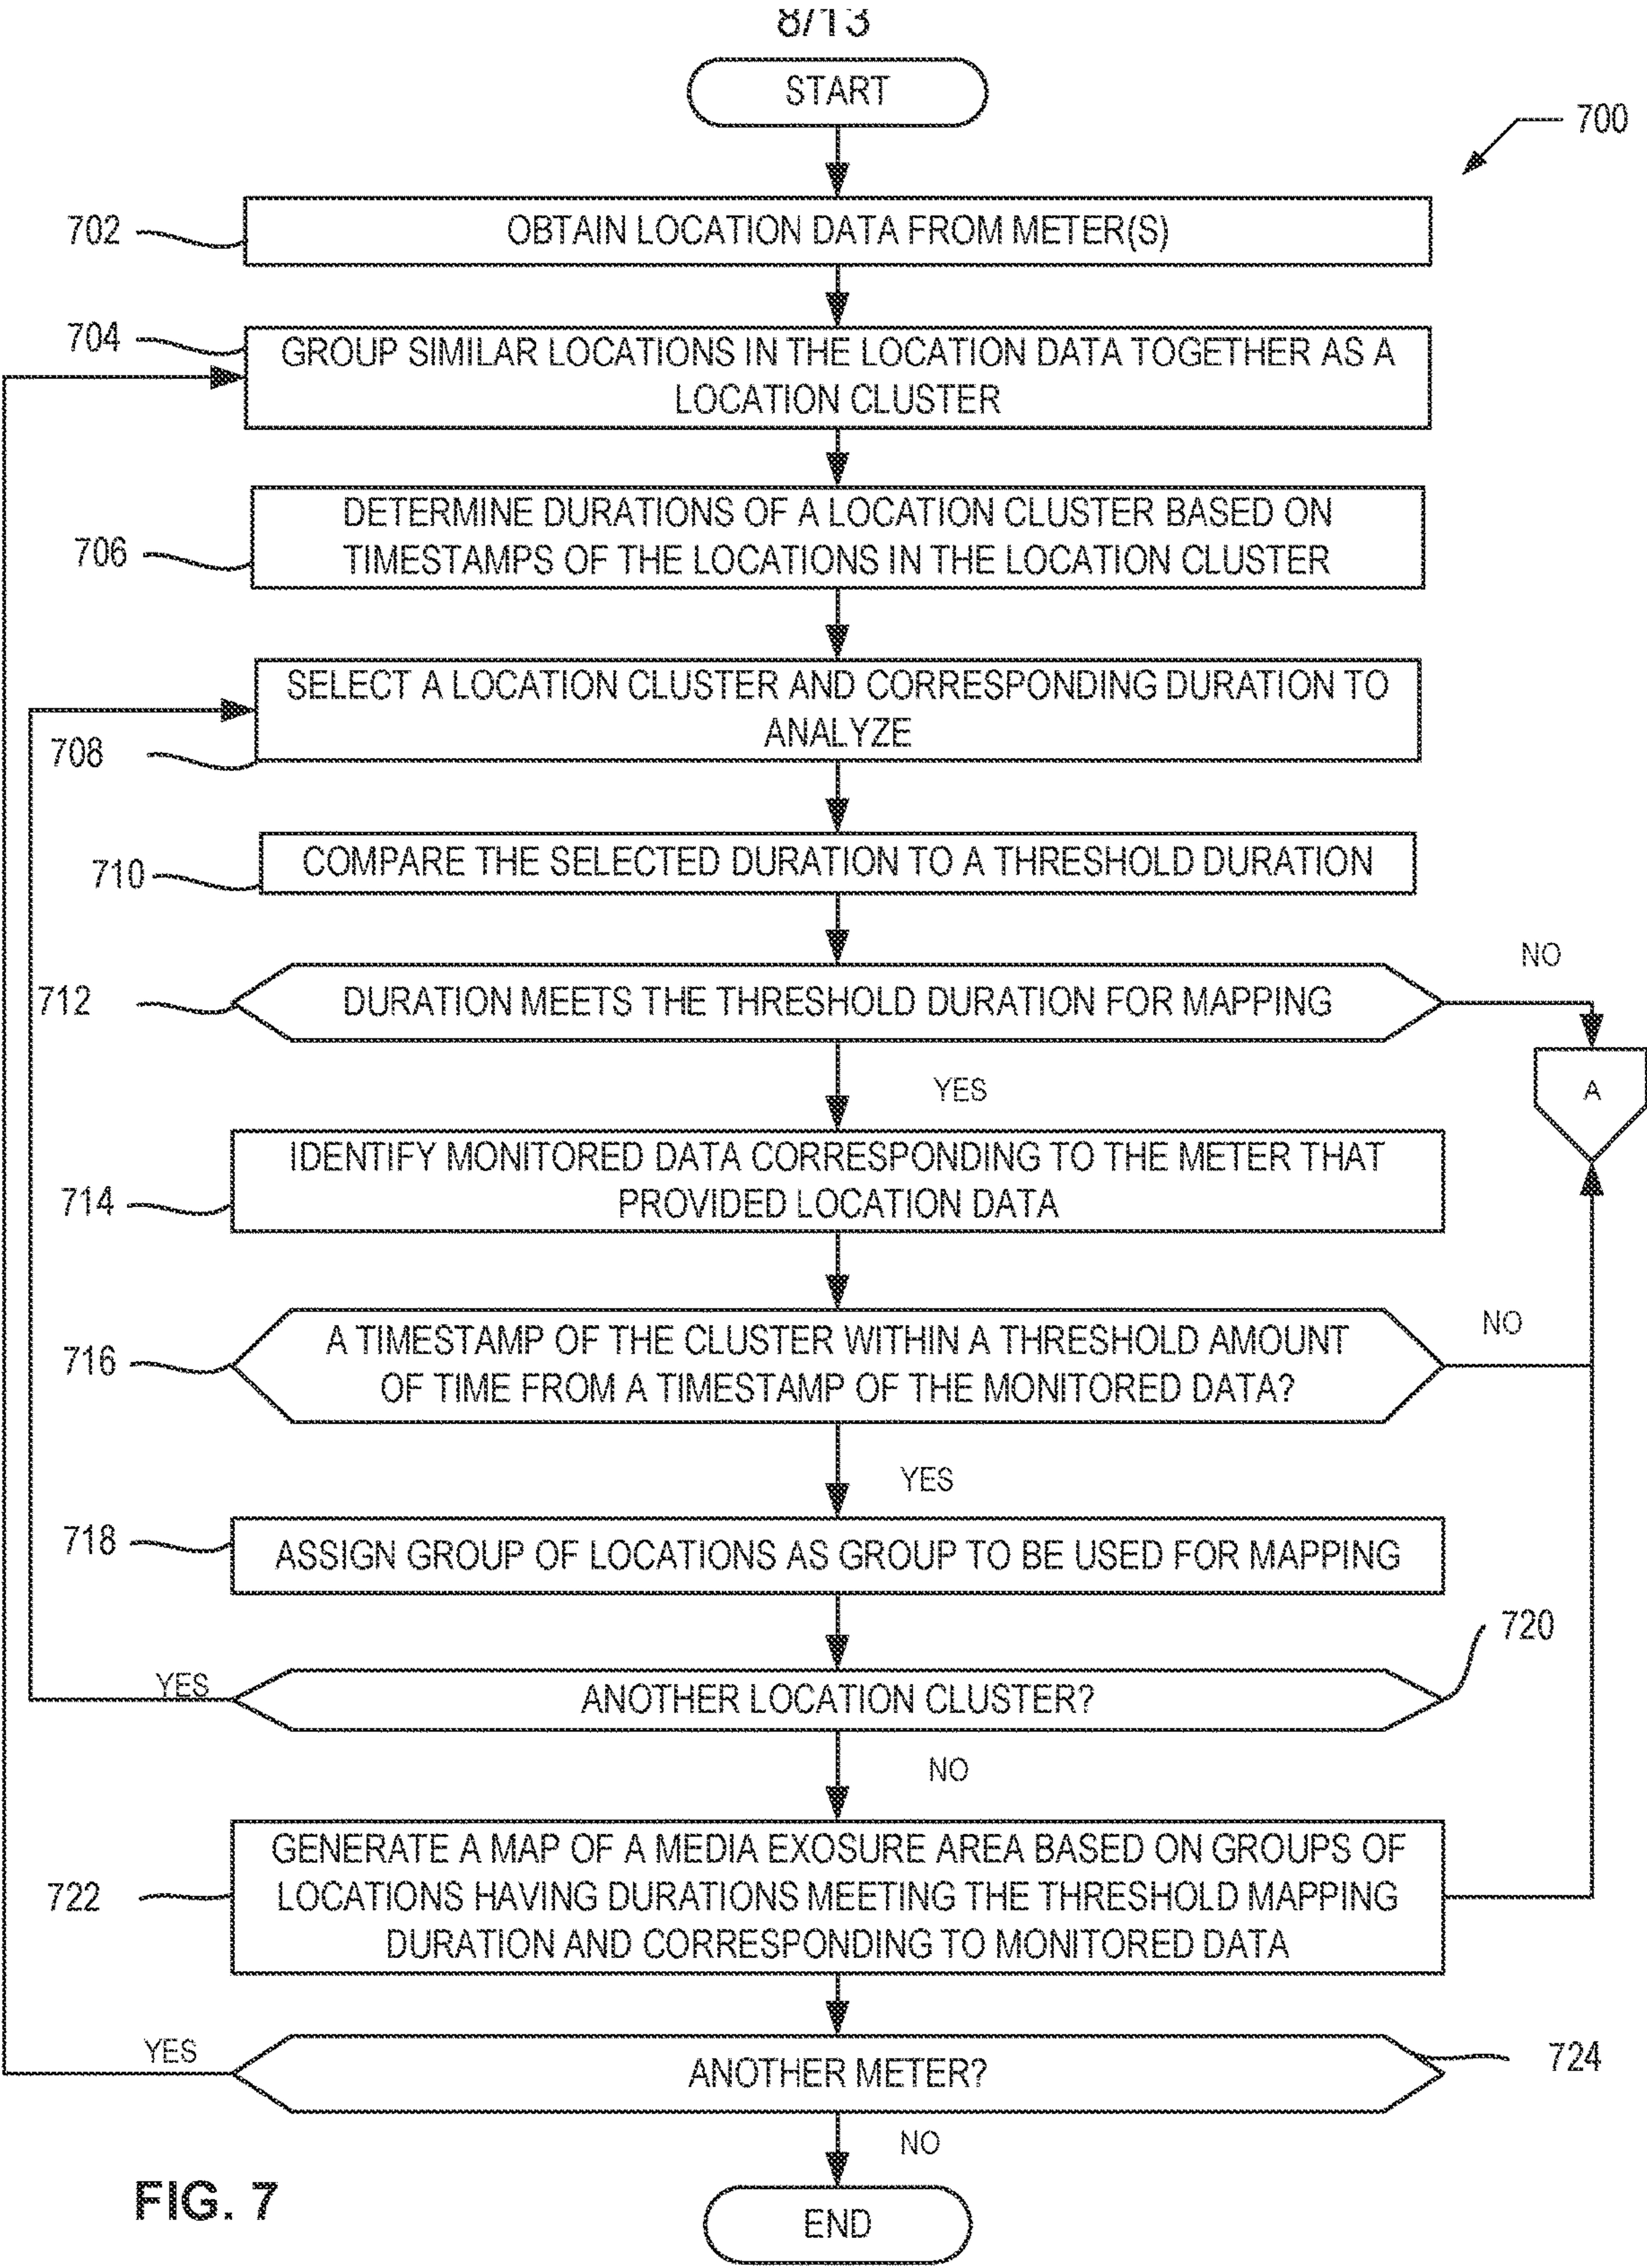 8/13
START
700
702
OBTAIN LOCATION DATA FROM METER(S)
704
GROUP SIMILAR LOCATIONS IN THE LOCATION DATA TOGETHER AS A
LOCATION CLUSTER
706
DETERMINE DURATIONS OF A LOCATION CLUSTER BASED ON
TIMESTAMPS OF THE LOCATIONS IN THE LOCATION CLUSTER
708
SELECT A LOCATION CLUSTER AND CORRESPONDING DURATION TO
ANALYZE
710
COMPARE THE SELECTED DURATION TO A THRESHOLD DURATION
712
DURATION MEETS THE THRESHOLD DURATION FOR MAPPING
NO
A
YES
714
IDENTIFY MONITORED DATA CORRESPONDING TO THE METER THAT
PROVIDED LOCATION DATA
716
A TIMESTAMP OF THE CLUSTER WITHIN A THRESHOLD AMOUNT
OF TIME FROM A TIMESTAMP OF THE MONITORED DATA?
NO
YES
718
ASSIGN GROUP OF LOCATIONS AS GROUP TO BE USED FOR MAPPING
720
YES
ANOTHER LOCATION CLUSTER?
NO
722
GENERATE A MAP OF A MEDIA EXOSURE AREA BASED ON GROUPS OF
LOCATIONS HAVING DURATIONS MEETING THE THRESHOLD MAPPING
DURATION AND CORRESPONDING TO MONITORED DATA
YES
ANOTHER METER?
724
NO
END
FIG. 7